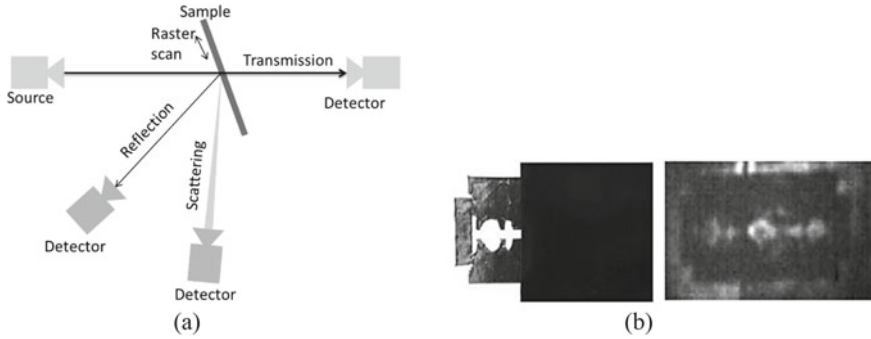 Sample
Raster
scan
Transmission
Source
Detector
Reflection
Scattering
Detector
Detector
(a)
(b)